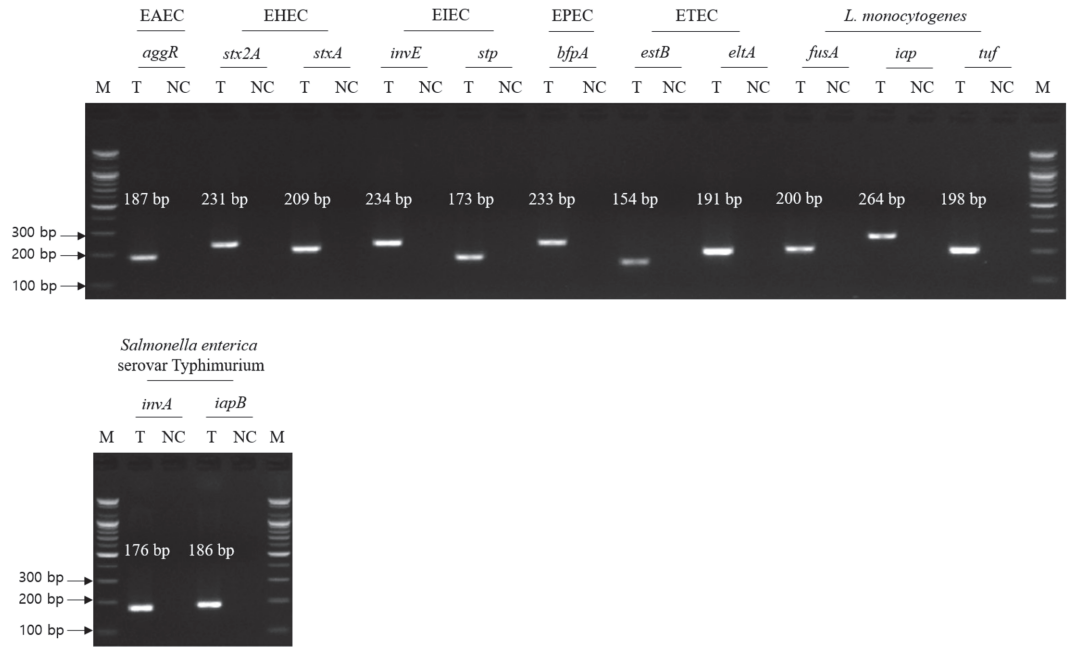 EAEC EHEC EIEC EPEC ETEC L. monocytogenes
aggR stx2A stxA invE stp bfpA estB eltA fusA iap tuf
M T NC T NC T NC T NC T NC T NC T NC T NC T NC T NC T NC M
187 bp 231 bp 209 bp 234 bp 173 bp 233 bp 154 bp 191 bp 200 bp 264 bp 198 bp
300 bp
200 bp
100 bp
Salmonella enterica
serovar Typhimurium
invA iapB
M T NC T NC M
176 bp 186 bp
300 bp
200 bp
100 bp